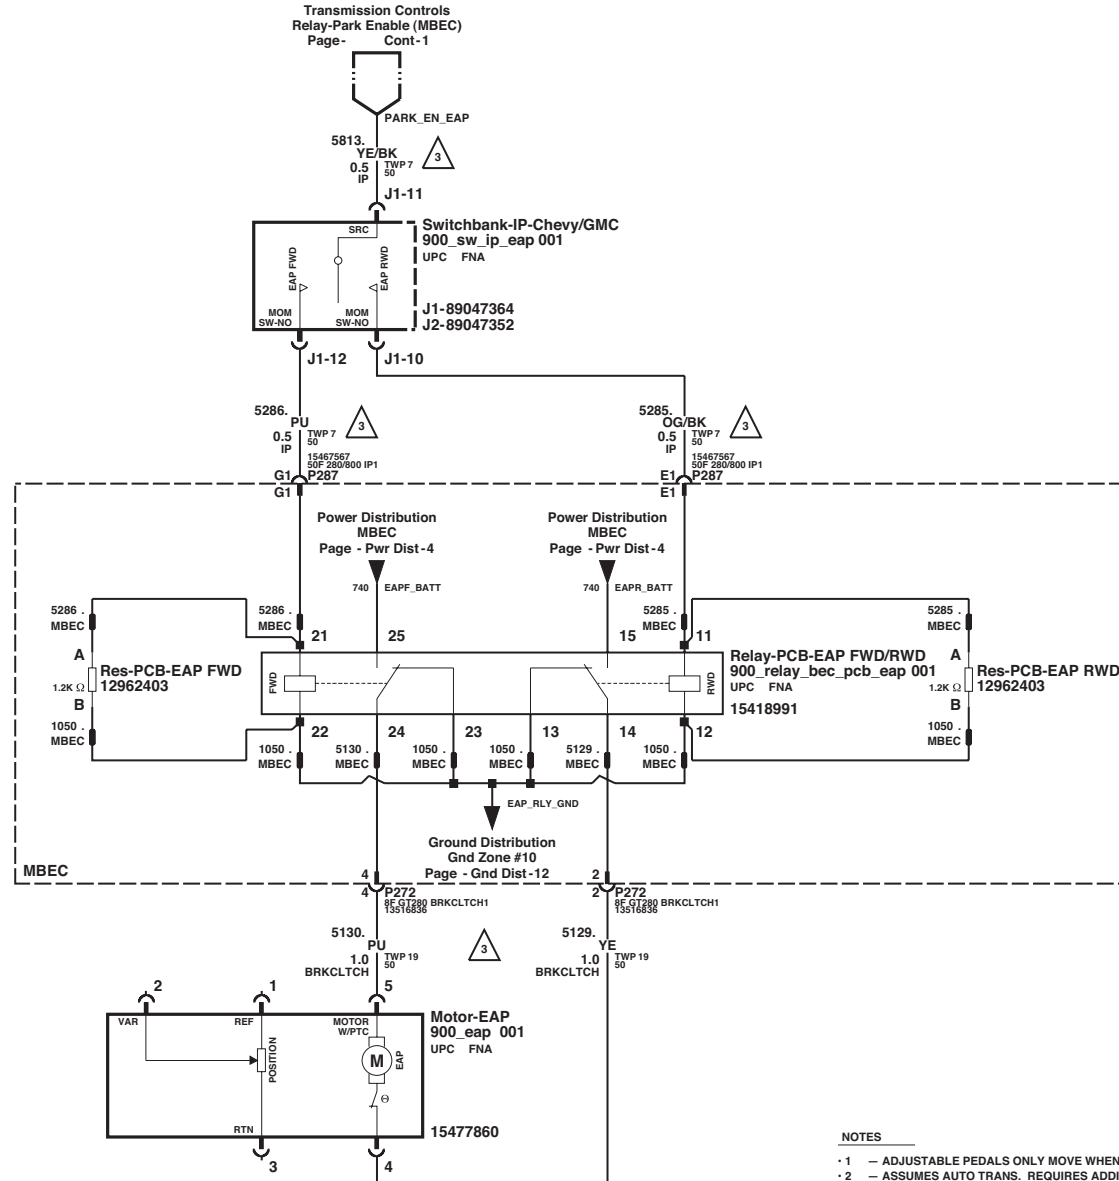 Transmission Controls
Relay-Park Enable (MBEC)
Page- Cont-1
PARK_EN_EAP
5813.
YE/BK
0.5 TWP 7
IP 50
3
J1-11
SRC
EAP FWD
EAP RWD
MOM
SW-NO
MOM
SW-NO
Switchbank-IP-Chevy/GMC
900_sw_ip_eap 001
UPC FNA
J1-89047364
J2-89047352
J1-12
J1-10
5286.
PU
0.5 TWP 7
IP 50
3
15467567
50F 280/800 IP1
G1 P287
G1
5285.
OG/BK
0.5 TWP 7
IP 50
3
15467567
50F 280/800 IP1
E1 P287
E1
Power Distribution
MBEC
Page - Pwr Dist-4
740 EAPF_BATT
Power Distribution
MBEC
Page - Pwr Dist-4
740 EAPR_BATT
5286 .
MBEC
5286 .
MBEC
5285 .
MBEC
5285 .
MBEC
21
25
15
11
A
1.2K Ω
B
Res-PCB-EAP FWD
12962403
FWD
RWD
Relay-PCB-EAP FWD/RWD
900_relay_bec_pcb_eap 001
UPC FNA
15418991
A
1.2K Ω
B
Res-PCB-EAP RWD
12962403
22
24
23
13
14
12
1050 .
MBEC
1050 .
MBEC
5130 .
MBEC
1050 .
MBEC
1050 .
MBEC
5129 .
MBEC
1050 .
MBEC
1050 .
MBEC
EAP_RLY_GND
Ground Distribution
Gnd Zone #10
Page - Gnd Dist-12
MBEC
4
4 P272
8F GT280 BRKCLTCH1
13516836
2
2 P272
8F GT280 BRKCLTCH1
13516836
5130.
PU
1.0 TWP 19
BRKCLTCH 50
3
5129.
YE
1.0 TWP 19
BRKCLTCH 50
2
1
5
VAR
REF
MOTOR
W/PTC
POSITION
M
EAP
Θ
RTN
Motor-EAP
900_eap 001
UPC FNA
15477860
3
4
NOTES
· 1 — ADJUSTABLE PEDALS ONLY MOVE WHEN
· 2 — ASSUMES AUTO TRANS. REQUIRES ADDI